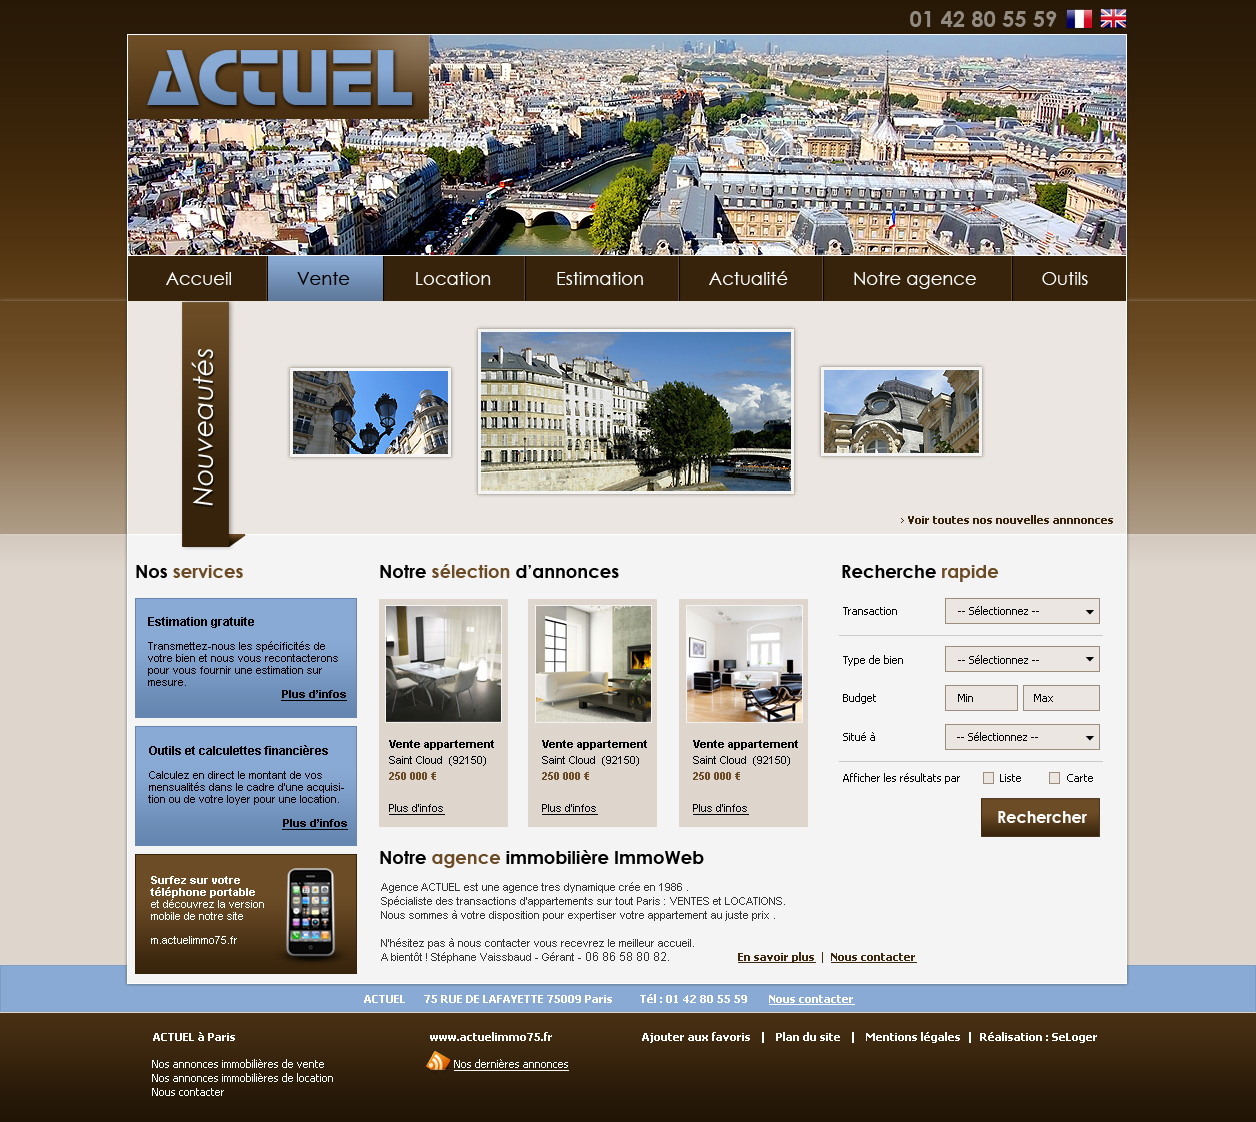 01 42 80 55 59
ACTUEL
Accueil
Vente
Location
Estimation
Actualité
Notre agence
Outils
Nouveautés
› Voir toutes nos nouvelles annnonces
Nos services
Estimation gratuite
Transmettez-nous les spécificités de
votre bien et nous vous recontacterons
pour vous fournir une estimation sur
mesure.
Plus d'infos
Outils et calculettes financières
Calculez en direct le montant de vos
mensualités dans le cadre d'une acquisi-
tion ou de votre loyer pour une location.
Plus d'infos
Surfez sur votre
téléphone portable
et découvrez la version
mobile de notre site
m.actuelimmo75.fr
Notre sélection d'annonces
Vente appartement
Saint Cloud (92150)
250 000 €
Plus d'infos
Vente appartement
Saint Cloud (92150)
250 000 €
Plus d'infos
Vente appartement
Saint Cloud (92150)
250 000 €
Plus d'infos
Notre agence immobilière ImmoWeb
Agence ACTUEL est une agence tres dynamique crée en 1986 .
Spécialiste des transactions d'appartements sur tout Paris : VENTES et LOCATIONS.
Nous sommes à votre disposition pour expertiser votre appartement au juste prix .
N'hésitez pas à nous contacter vous recevrez le meilleur accueil.
A bientôt ! Stéphane Vaissbaud - Gérant - 06 86 58 80 82.
En savoir plus | Nous contacter
Recherche rapide
Transaction
-- Sélectionnez --
Type de bien
-- Sélectionnez --
Budget
Min
Max
Situé à
-- Sélectionnez --
Afficher les résultats par
Liste
Carte
Rechercher
ACTUEL 75 RUE DE LAFAYETTE 75009 Paris Tél : 01 42 80 55 59 Nous contacter
ACTUEL à Paris
Nos annonces immobilières de vente
Nos annonces immobilières de location
Nous contacter
www.actuelimmo75.fr
Nos dernières annonces
Ajouter aux favoris | Plan du site | Mentions légales | Réalisation : SeLoger